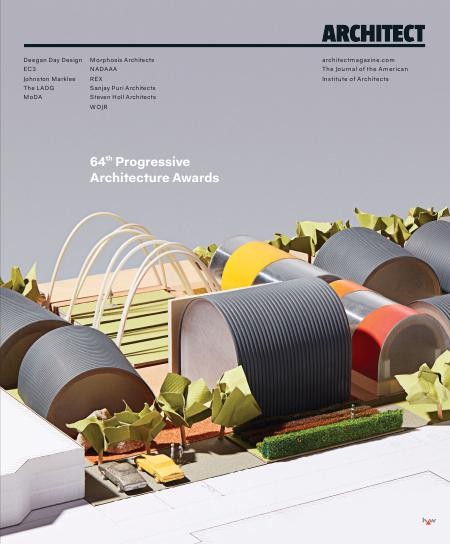 ARCHITECT
Deegan Day Design
EC3
Johnston Marklee
The LADG
MoDA
Morphosis Architects
NADAAA
REX
Sanjay Puri Architects
Steven Holl Architects
WOJR
architectmagazine.com
The Journal of the American
Institute of Architects
64th Progressive
Architecture Awards